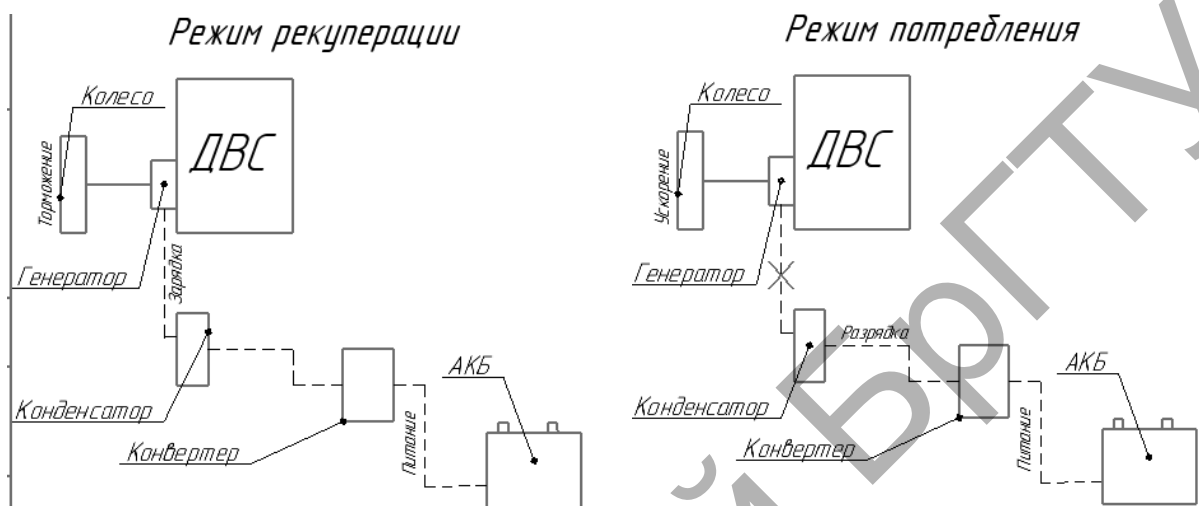 Режим рекуперации
Колесо
ДВС
Торможение
Генератор
Зарядка
Конденсатор
Конвертер
Питание
АКБ
Режим потребления
Колесо
ДВС
Ускорение
Генератор
Разрядка
Конденсатор
Конвертер
Питание
АКБ
й БрГТУ